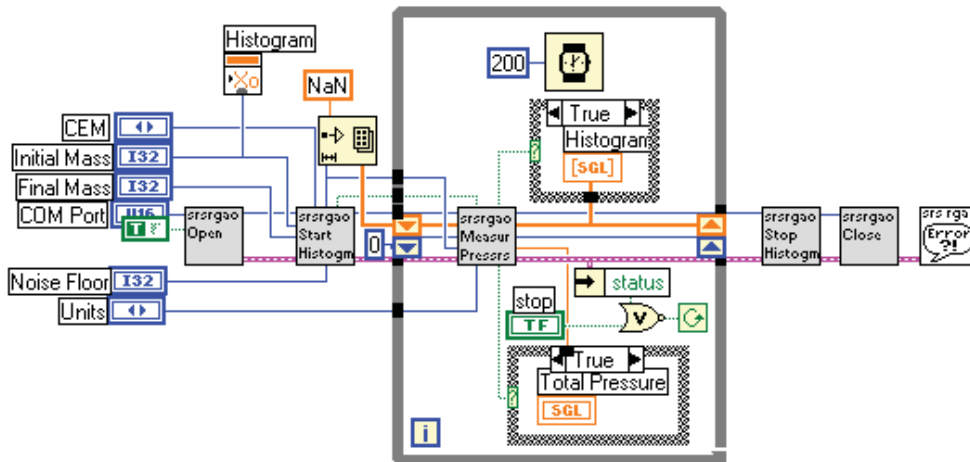 Histogram
NaN
CEM
Initial Mass
I32
Final Mass
I32
COM Port
U16
T
Noise Floor
I32
Units
srsrgao
Open
srsrgao
Start
Histogm
0
200
True
Histogram
[SGL]
srsrgao
Measur
Pressrs
status
stop
TF
V
True
Total Pressure
SGL
i
srsrgao
Stop
Histogm
srsrgao
Close
srs rga
Error
?!